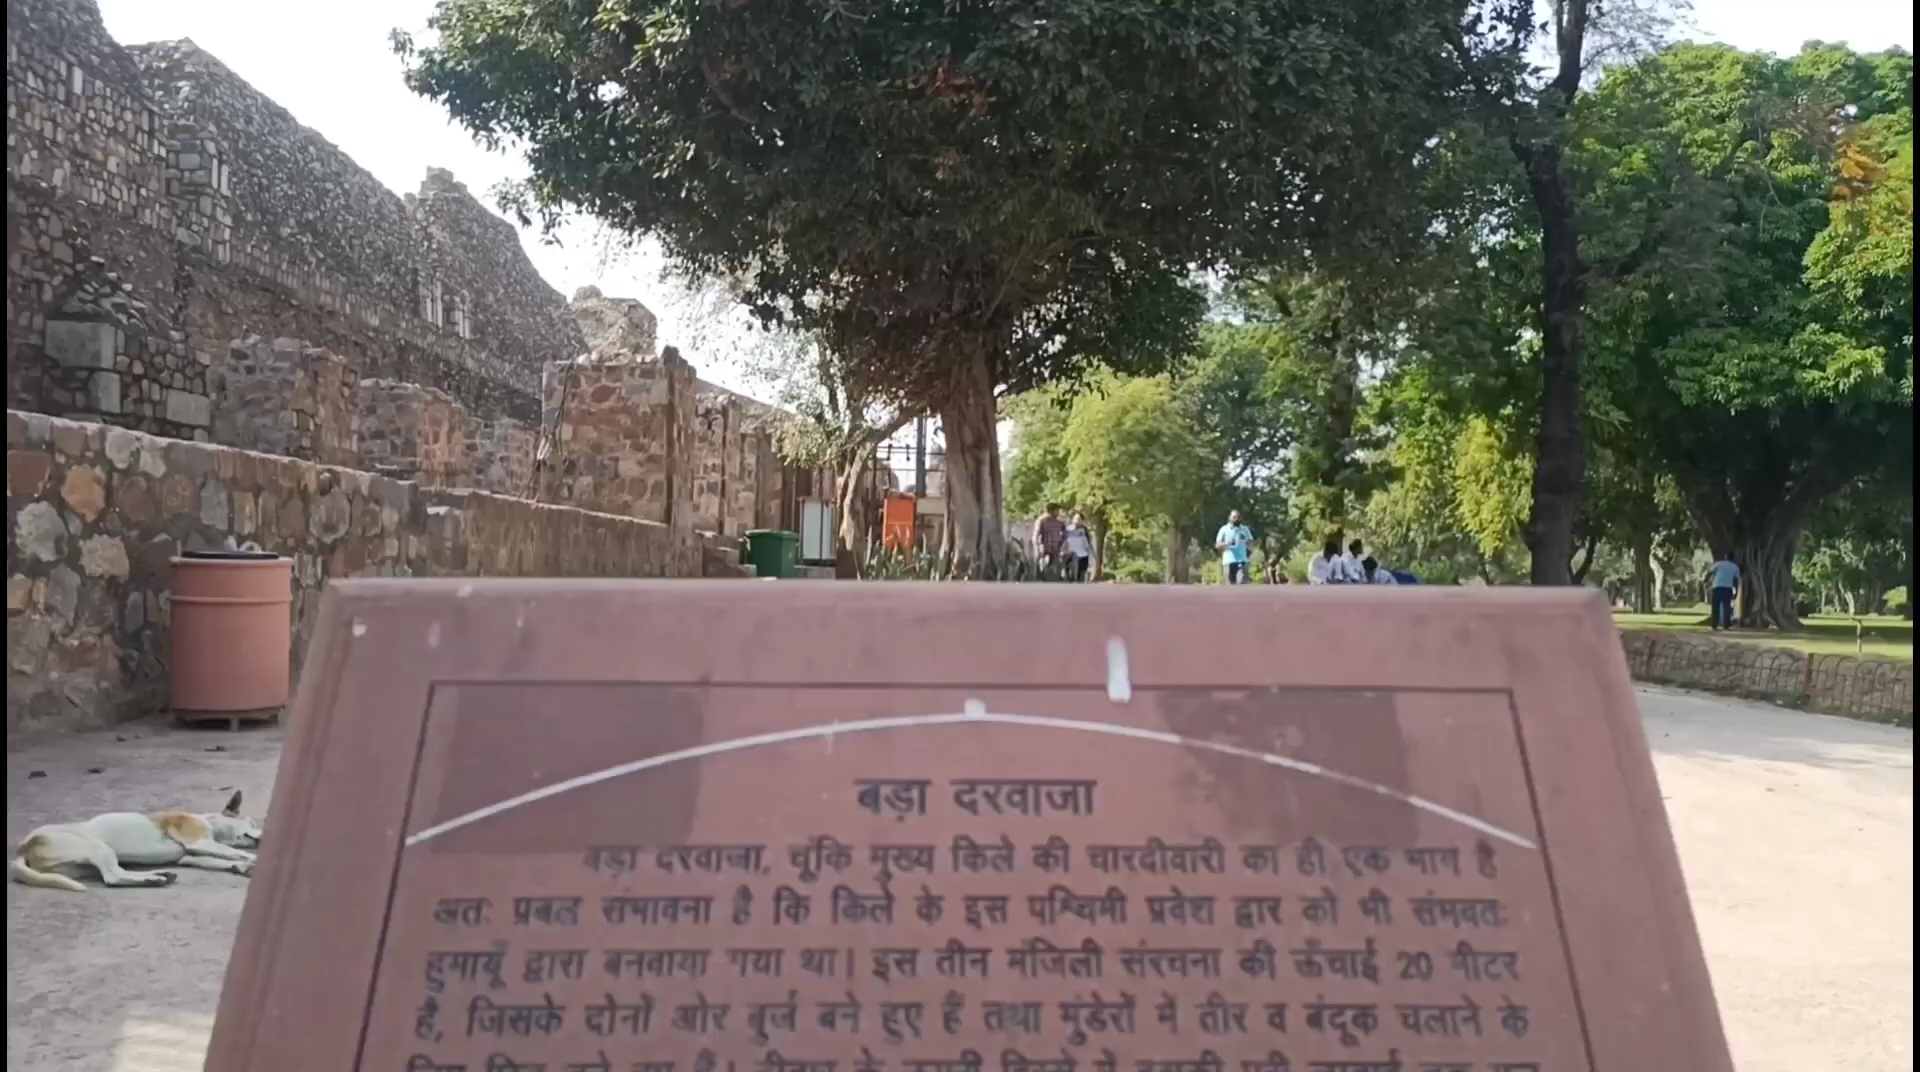 बड़ा दरवाजा
बड़ा दरवाजा, चूंकि मुख्य किले की चारदीवारी का ही एक भाग है
अतः प्रबल संभावना है कि किले के इस पश्चिमी प्रवेश द्वार को भी संभवतः
हुमायूँ द्वारा बनवाया गया था। इस तीन मंजिली संरचना की ऊँचाई 20 मीटर
है, जिसके दोनों ओर बुर्ज बने हुए हैं तथा मुंडेरों में तीर व बंदूक चलाने के